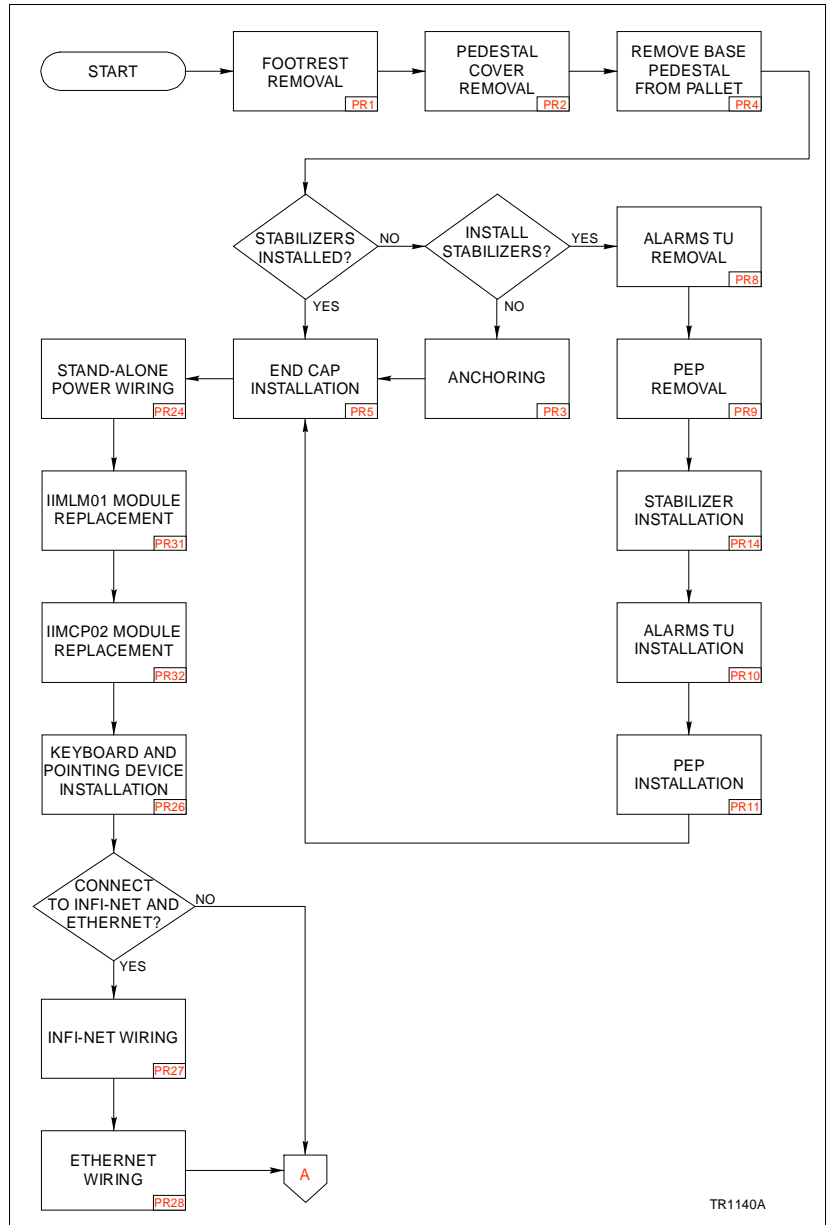 START
FOOTREST
REMOVAL
PR1
PEDESTAL
COVER
REMOVAL
PR2
REMOVE BASE
PEDESTAL
FROM PALLET
PR4
STABILIZERS
INSTALLED?
NO
YES
INSTALL
STABILIZERS?
YES
NO
ALARMS TU
REMOVAL
PR8
STAND-ALONE
POWER WIRING
PR24
END CAP
INSTALLATION
PR5
ANCHORING
PR3
PEP
REMOVAL
PR9
IIMLM01 MODULE
REPLACEMENT
PR31
STABILIZER
INSTALLATION
PR14
IIMCP02 MODULE
REPLACEMENT
PR32
ALARMS TU
INSTALLATION
PR10
KEYBOARD AND
POINTING DEVICE
INSTALLATION
PR26
PEP
INSTALLATION
PR11
CONNECT
TO INFI-NET AND
ETHERNET?
NO
YES
INFI-NET WIRING
PR27
ETHERNET
WIRING
PR28
A
TR1140A